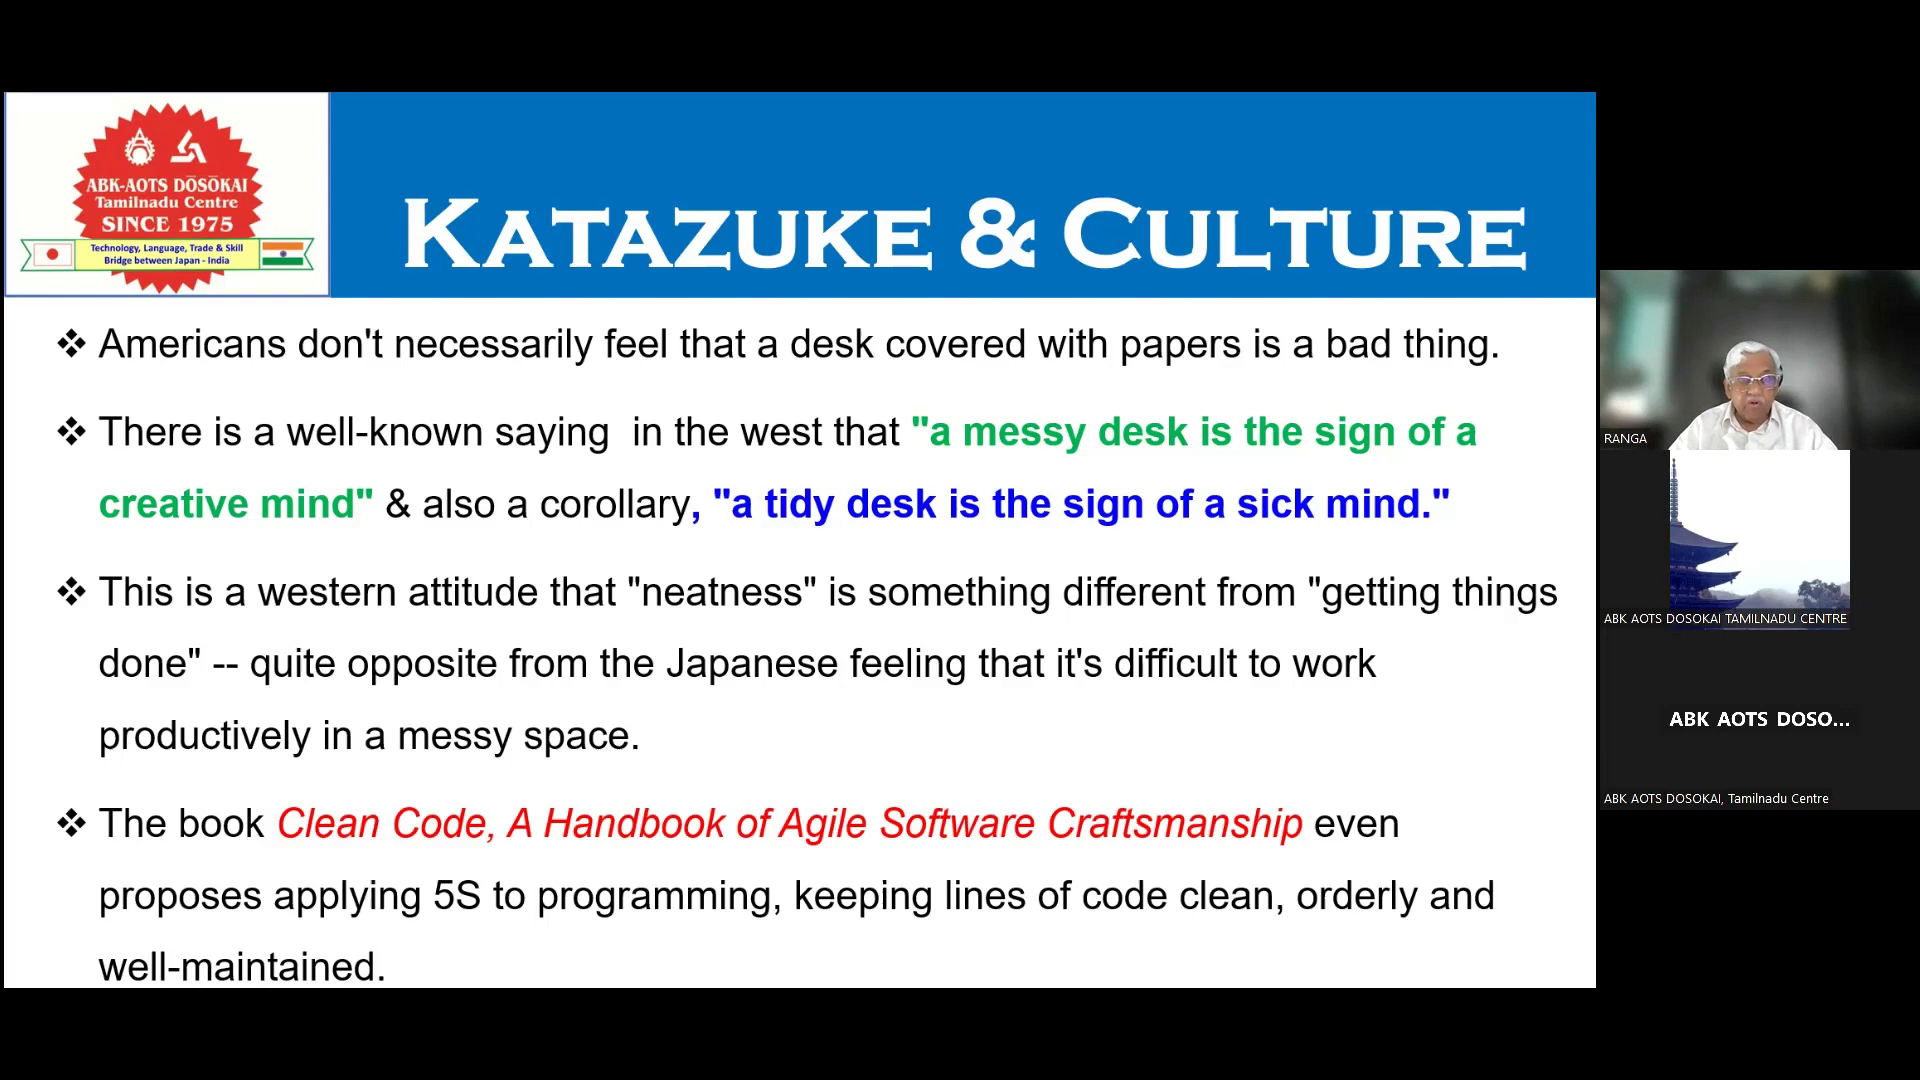 ABK-AOTS DŌSŌKAI
Tamilnadu Centre
SINCE 1975
Technology, Language, Trade & Skill
Bridge between Japan - India
KATAZUKE & CULTURE
❖ Americans don't necessarily feel that a desk covered with papers is a bad thing.
❖ There is a well-known saying in the west that "a messy desk is the sign of a
creative mind" & also a corollary, "a tidy desk is the sign of a sick mind."
❖ This is a western attitude that "neatness" is something different from "getting things
done" -- quite opposite from the Japanese feeling that it's difficult to work
productively in a messy space.
❖ The book Clean Code, A Handbook of Agile Software Craftsmanship even
proposes applying 5S to programming, keeping lines of code clean, orderly and
well-maintained.
RANGA
ABK AOTS DOSOKAI TAMILNADU CENTRE
ABK AOTS DOSO...
ABK AOTS DOSOKAI, Tamilnadu Centre